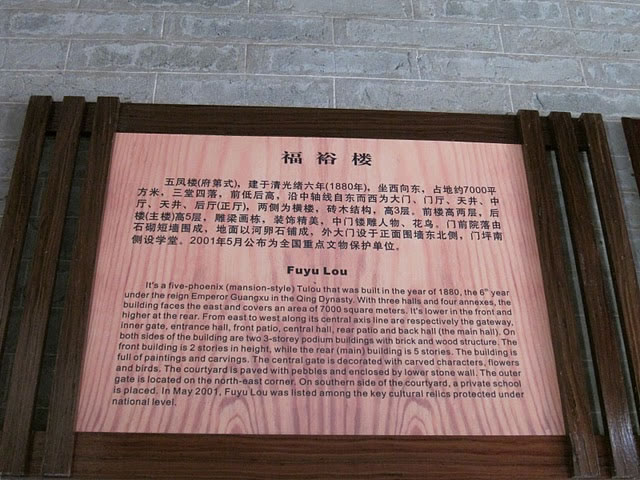 福裕楼
五凤楼(府第式)，建于清光绪六年(1880年)，坐西向东，占地约7000平
方米，三堂四落，前低后高，沿中轴线自东而西为大门、门厅、天井、中
厅、天井、后厅(正厅)，两侧为横楼，砖木结构，高3层。前楼高两层，后
楼(主楼)高5层，雕梁画栋，装饰精美，中门镂雕人物、花鸟。门前院落由
石砌短墙围成，地面以河卵石铺成，外大门设于正面围墙东北侧，门坪南
侧设学堂。2001年5月公布为全国重点文物保护单位。
Fuyu Lou
It's a five-phoenix (mansion-style) Tulou that was built in the year of 1880, the 6th year
under the reign Emperor Guangxu in the Qing Dynasty. With three halls and four annexes, the
building faces the east and covers an area of 7000 square meters. It's lower in the front and
higher at the rear. From east to west along its central axis line are respectively the gateway,
inner gate, entrance hall, front patio, central hall, rear patio and back hall (the main hall). On
both sides of the building are two 3-storey podium buildings with brick and wood structure. The
front building is 2 stories in height, while the rear (main) building is 5 stories. The building is
full of paintings and carvings. The central gate is decorated with carved characters, flowers
and birds. The courtyard is paved with pebbles and enclosed by lower stone wall. The outer
gate is located on the north-east corner. On southern side of the courtyard, a private school
is placed. In May 2001, Fuyu Lou was listed among the key cultural relics protected under
national level.